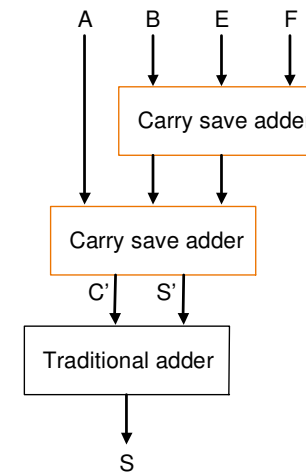 A B E F
Carry save adde
Carry save adder
C’ S’
Traditional adder
S